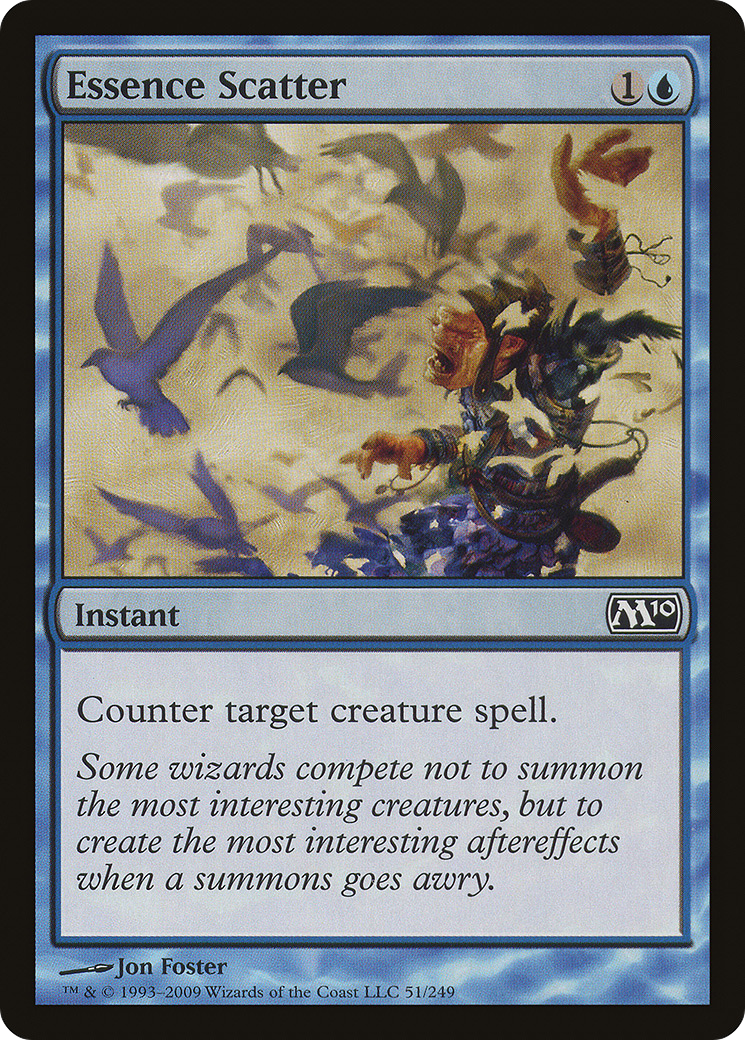 Essence Scatter 1
Instant M10
Counter target creature spell.
Some wizards compete not to summon
the most interesting creatures, but to
create the most interesting aftereffects
when a summons goes awry.
Jon Foster
™ & © 1993–2009 Wizards of the Coast LLC 51/249